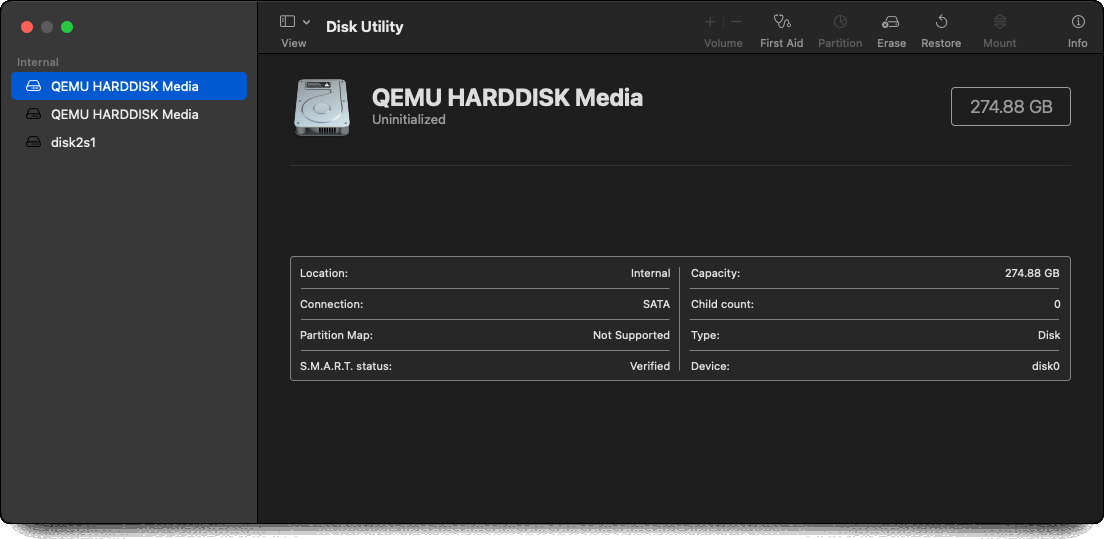 View
Disk Utility
Volume
First Aid
Partition
Erase
Restore
Mount
Info
Internal
QEMU HARDDISK Media
QEMU HARDDISK Media
disk2s1
QEMU HARDDISK Media
Uninitialized
274.88 GB
Location: Internal
Capacity: 274.88 GB
Connection: SATA
Child count: 0
Partition Map: Not Supported
Type: Disk
S.M.A.R.T. status: Verified
Device: disk0